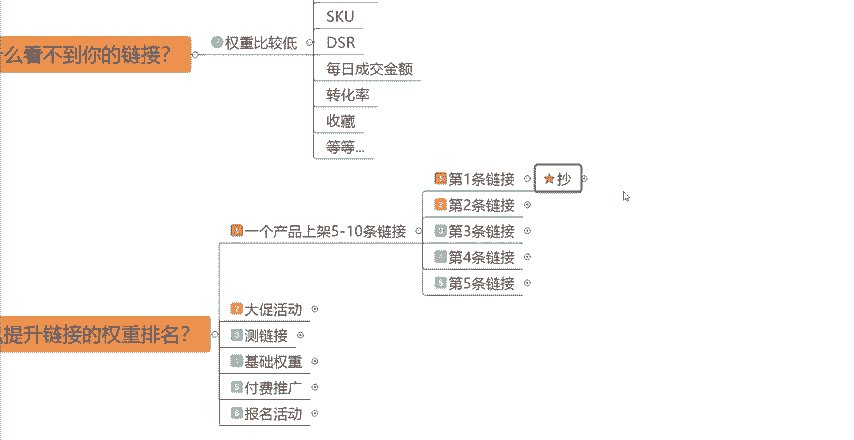 SKU
么看不到你的链接?
权重比较低
DSR
每日成交金额
转化率
收藏
等等...
第1条链接
抄
第2条链接
一个产品上架5-10条链接
第3条链接
第4条链接
第5条链接
大促活动
提升链接的权重排名?
3 测链接
基础权重
5 付费推广
6 报名活动